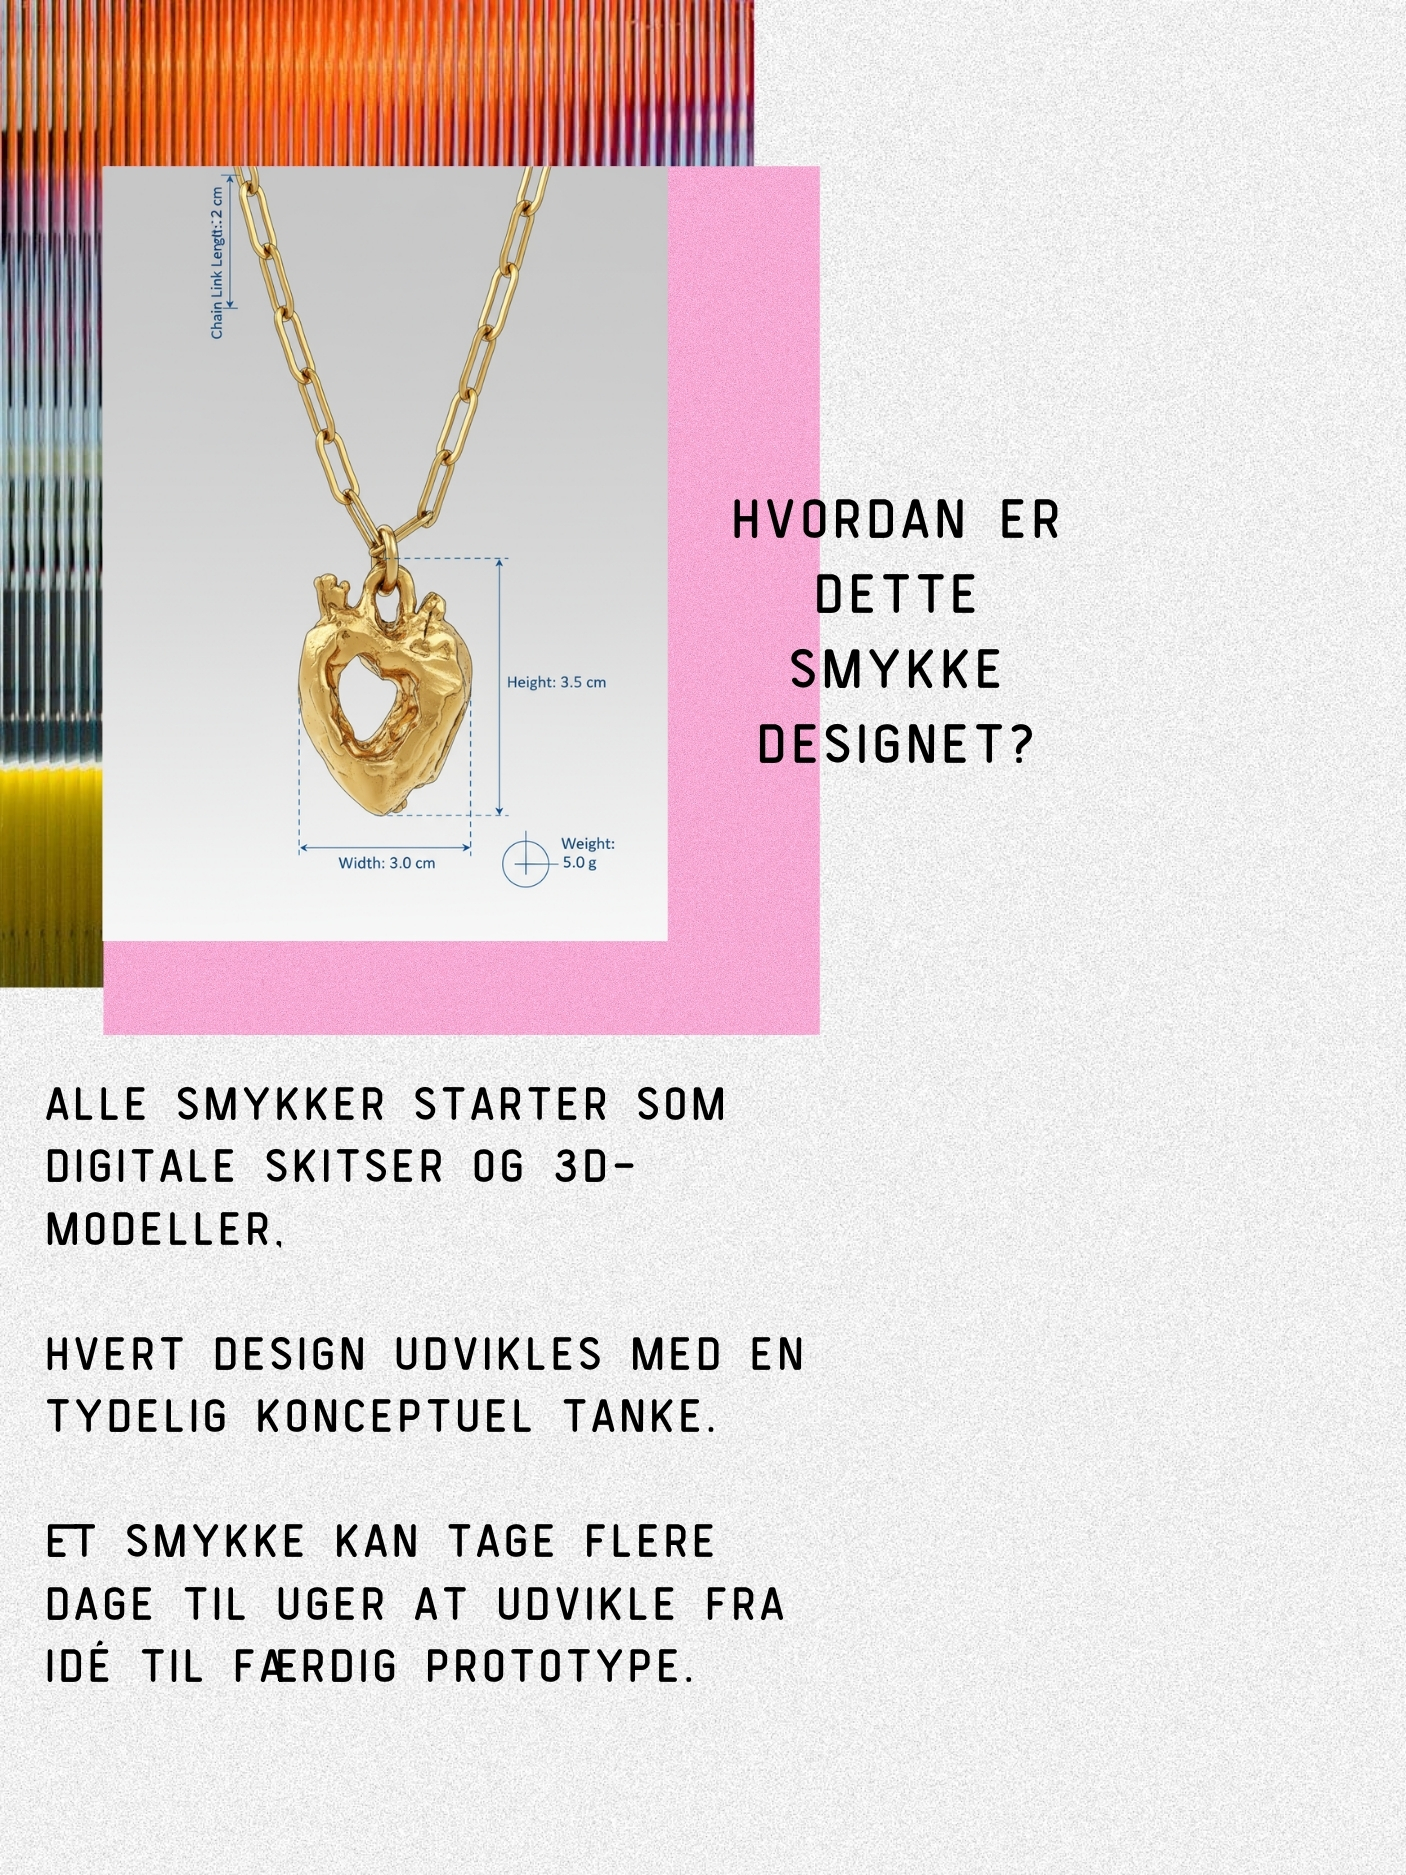 Chain Link Lengt:: 2 cm
Height: 3.5 cm
Width: 3.0 cm
Weight:
5.0 g
HVORDAN ER
DETTE
SMYKKE
DESIGNET?
ALLE SMYKKER STARTER SOM
DIGITALE SKITSER OG 3D-
MODELLER,
HVERT DESIGN UDVIKLES MED EN
TYDELIG KONCEPTUEL TANKE.
ET SMYKKE KAN TAGE FLERE
DAGE TIL UGER AT UDVIKLE FRA
IDÉ TIL FÆRDIG PROTOTYPE.